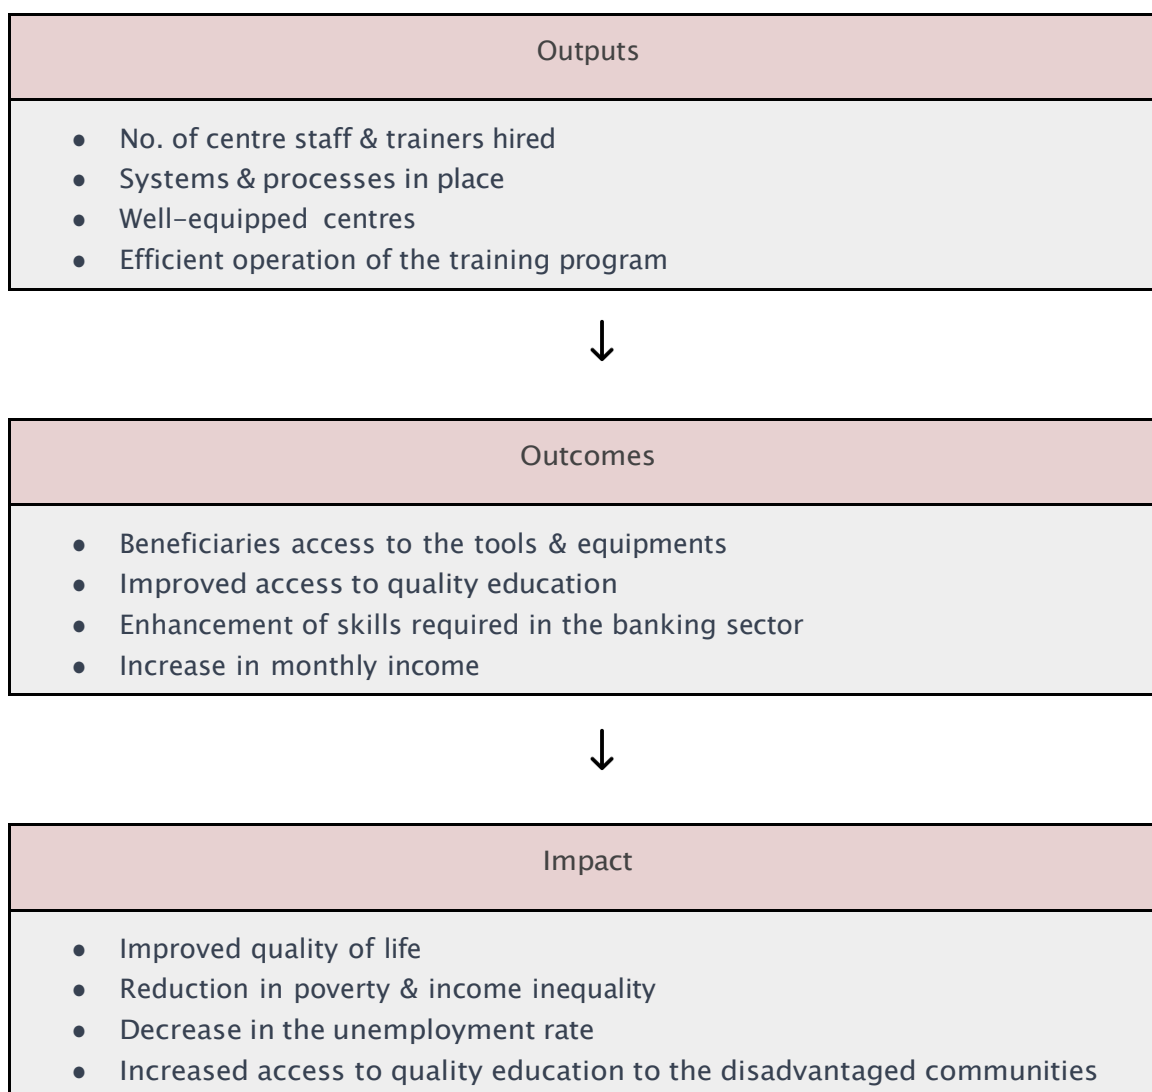 Outputs
● No. of centre staff & trainers hired
● Systems & processes in place
● Well-equipped centres
● Efficient operation of the training program
↓
Outcomes
● Beneficiaries access to the tools & equipments
● Improved access to quality education
● Enhancement of skills required in the banking sector
● Increase in monthly income
↓
Impact
● Improved quality of life
● Reduction in poverty & income inequality
● Decrease in the unemployment rate
● Increased access to quality education to the disadvantaged communities